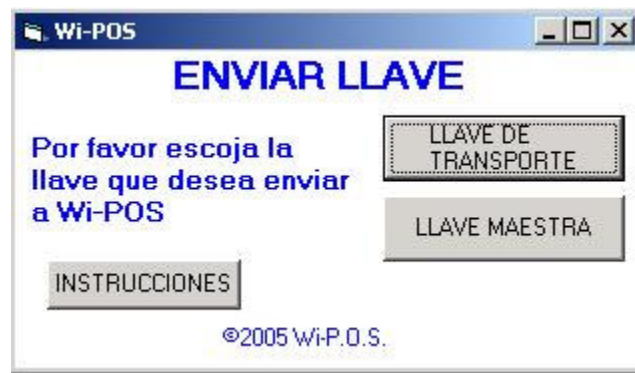 Wi-POS
ENVIAR LLAVE
Por favor escoja la
llave que desea enviar
a Wi-POS
LLAVE DE
TRANSPORTE
LLAVE MAESTRA
INSTRUCCIONES
©2005 Wi-P.O.S.